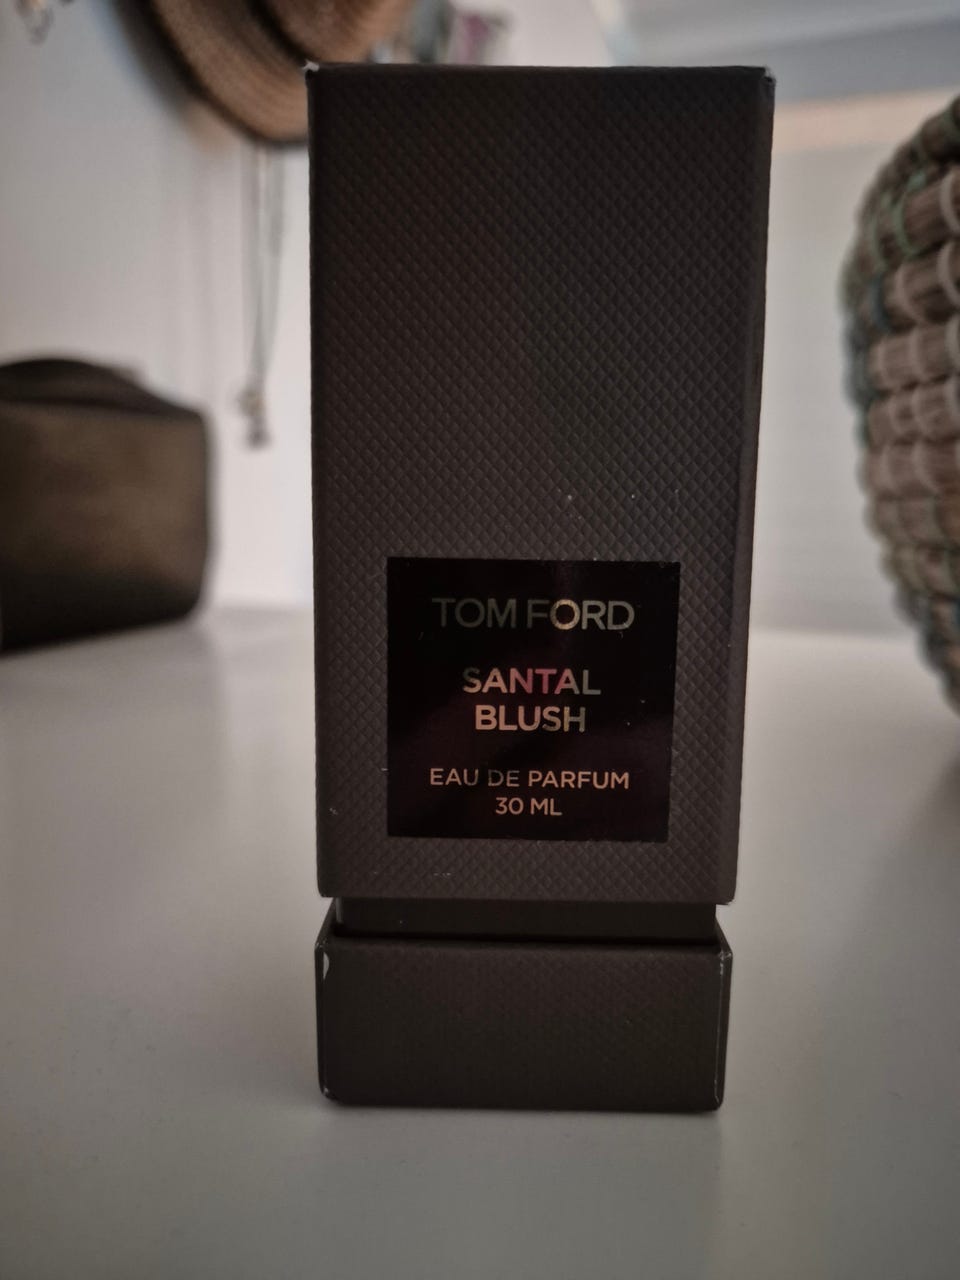 TOM FORD
SANTAL
BLUSH
EAU DE PARFUM
30 ML